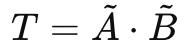 T = Ã · B̃